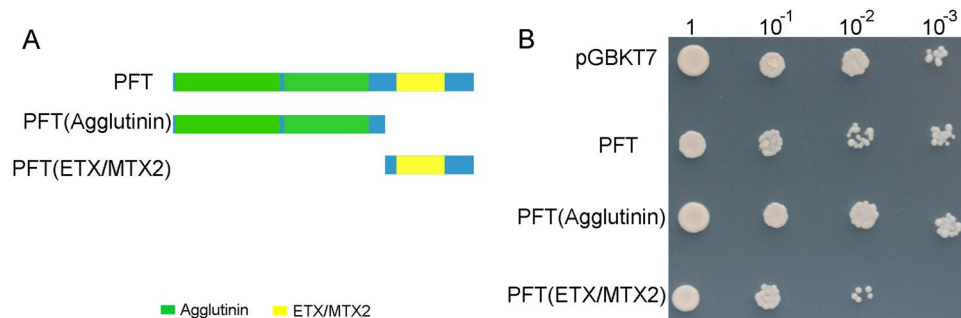 A
PFT
PFT(Agglutinin)
PFT(ETX/MTX2)
Agglutinin ETX/MTX2
B
1 10-1 10-2 10-3
pGBKT7
PFT
PFT(Agglutinin)
PFT(ETX/MTX2)